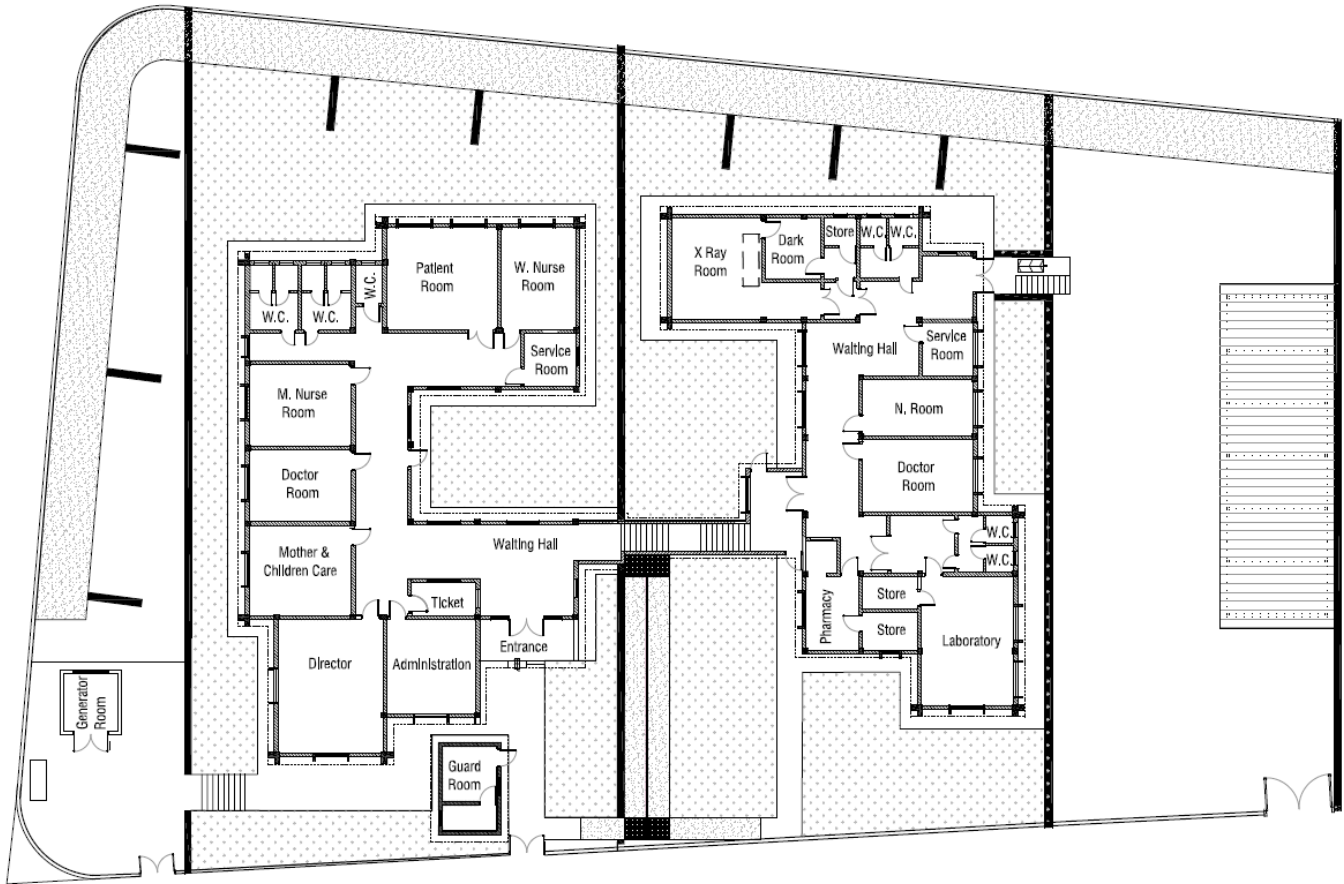 Patient
Room
W. Nurse
Room
W.C.
W.C.
W.C.
Service
Room
M. Nurse
Room
Doctor
Room
Mother &
Children Care
Waiting Hall
Ticket
Entrance
Director
Administration
Generator
Room
Guard
Room
X Ray
Room
Dark
Room
Store
W.C.
W.C.
Waiting Hall
Service
Room
N. Room
Doctor
Room
W.C.
W.C.
Store
Store
Pharmacy
Laboratory